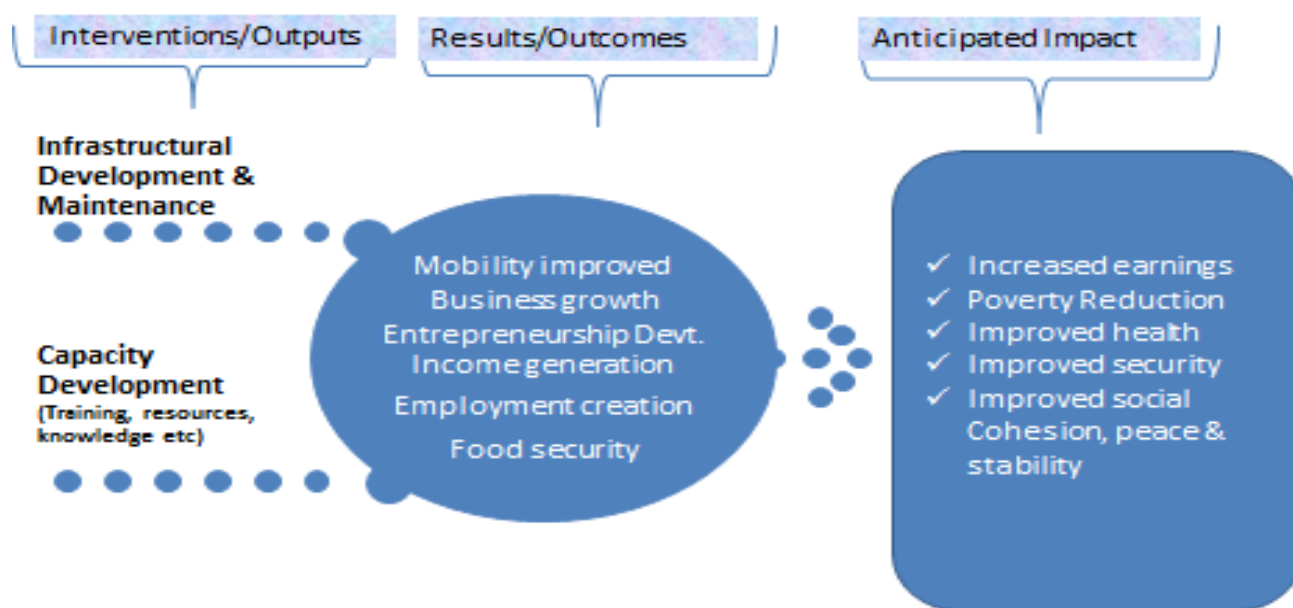 Interventions/Outputs
Results/Outcomes
Anticipated Impact
Infrastructural
Development &
Maintenance
Capacity
Development
(Training, resources,
knowledge etc)
Mobility improved
Business growth
Entrepreneurship Devt.
Income generation
Employment creation
Food security
✓ Increased earnings
✓ Poverty Reduction
✓ Improved health
✓ Improved security
✓ Improved social
Cohesion, peace &
stability